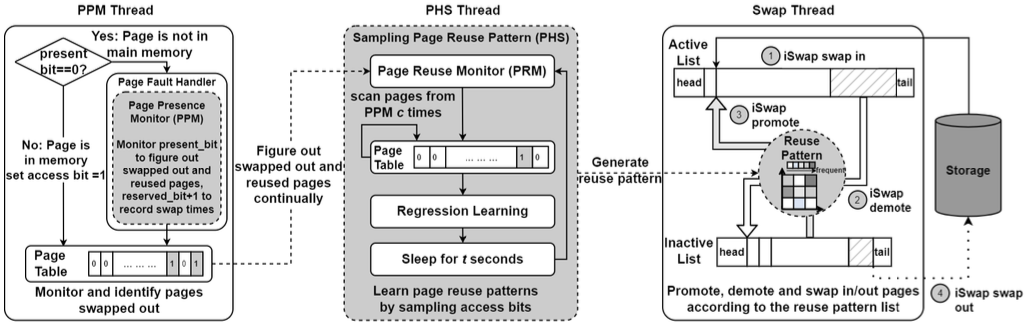 PPM Thread
Yes: Page is not in
main memory
present
bit==0?
Page Fault Handler
Page Presence
Monitor (PPM)
Monitor present_bit
to figure out
swapped out and
reused pages,
reserved_bit+1 to
record swap times
No: Page is
in memory
set access bit =1
Page
Table
0 0 ... ... ... 1 0 1
Monitor and identify pages
swapped out
Figure out
swapped out and
reused pages
continually
PHS Thread
Sampling Page Reuse Pattern (PHS)
Page Reuse Monitor (PRM)
scan pages from
PPM c times
Page
Table
0 0 ... ... ... 1 0
Regression Learning
Sleep for t seconds
Learn page reuse patterns
by sampling access bits
Generate
reuse pattern
Swap Thread
Active
List
1 iSwap swap in
head
tail
3 iSwap
promote
Reuse
Pattern
frequent
2 iSwap
demote
Storage
Inactive
List
head
tail
4 iSwap swap
out
Promote, demote and swap in/out pages
according to the reuse pattern list